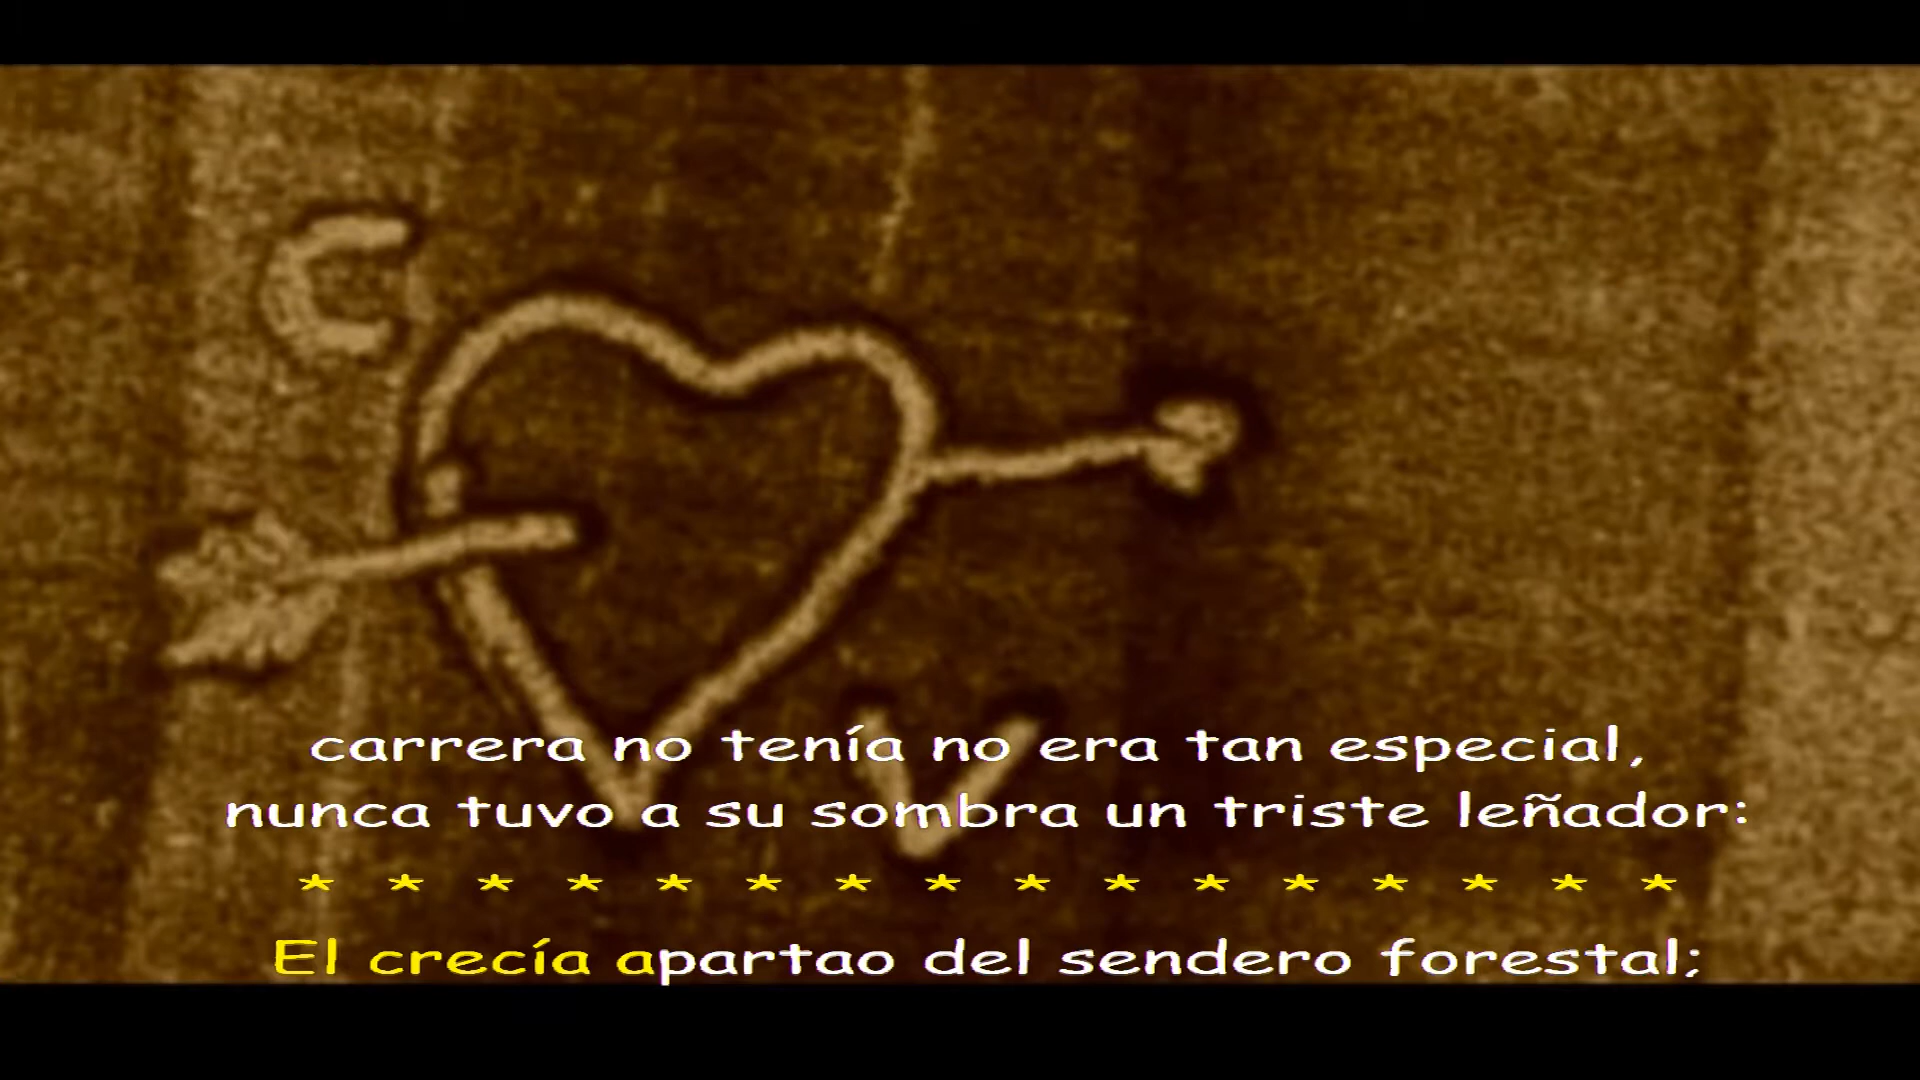 C
V
carrera no tenía no era tan especial,
nunca tuvo a su sombra un triste leñador:
* * * * * * * * * * * * * * * *
El crecía apartao del sendero forestal;